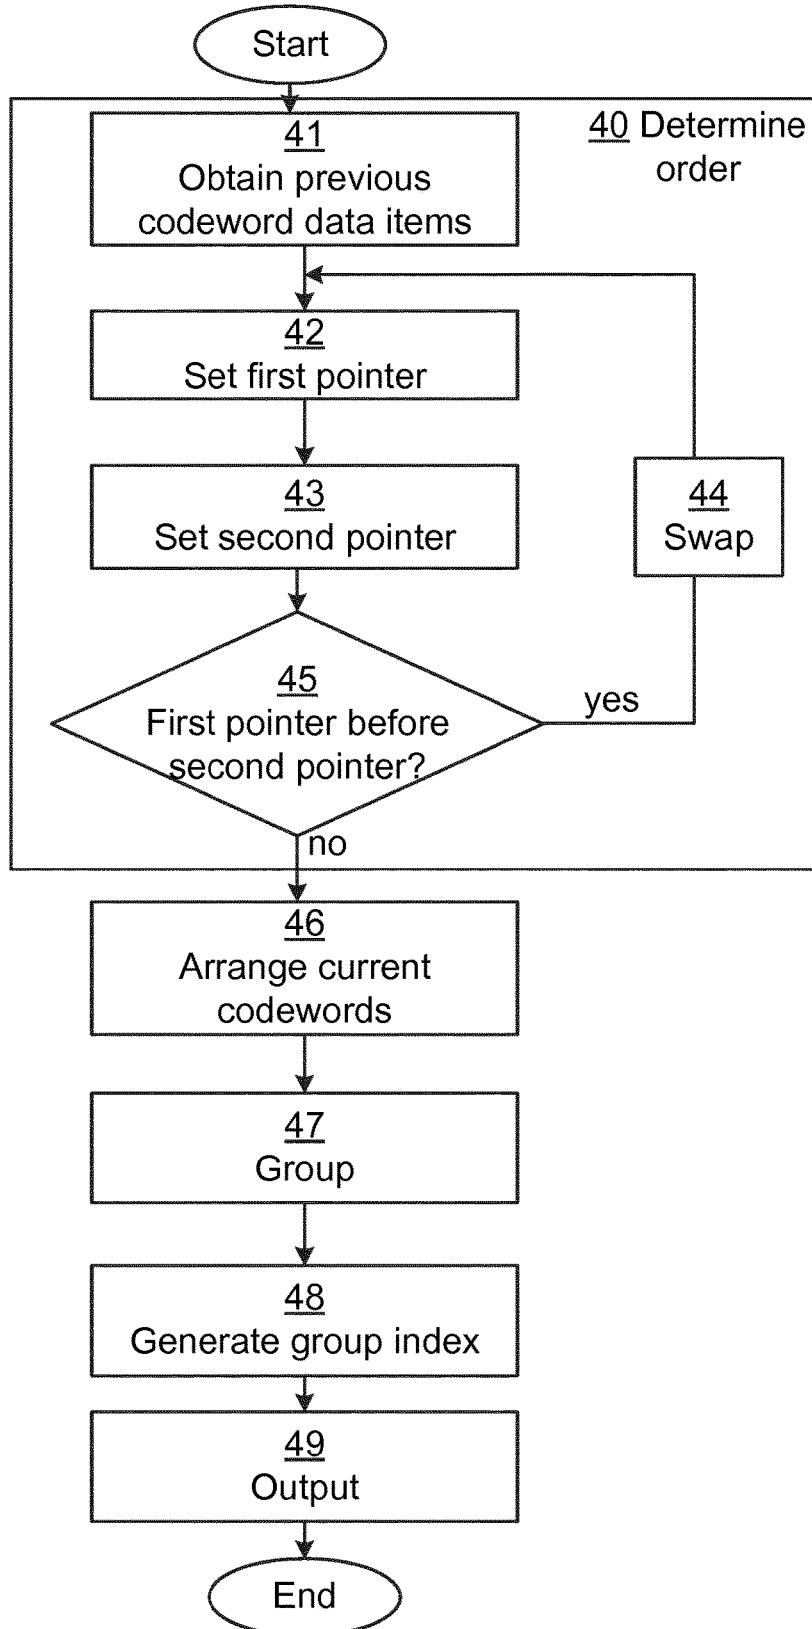 Start
40 Determine
order
41
Obtain previous
codeword data items
42
Set first pointer
43
Set second pointer
44
Swap
45
First pointer before
second pointer?
yes
no
46
Arrange current
codewords
47
Group
48
Generate group index
49
Output
End